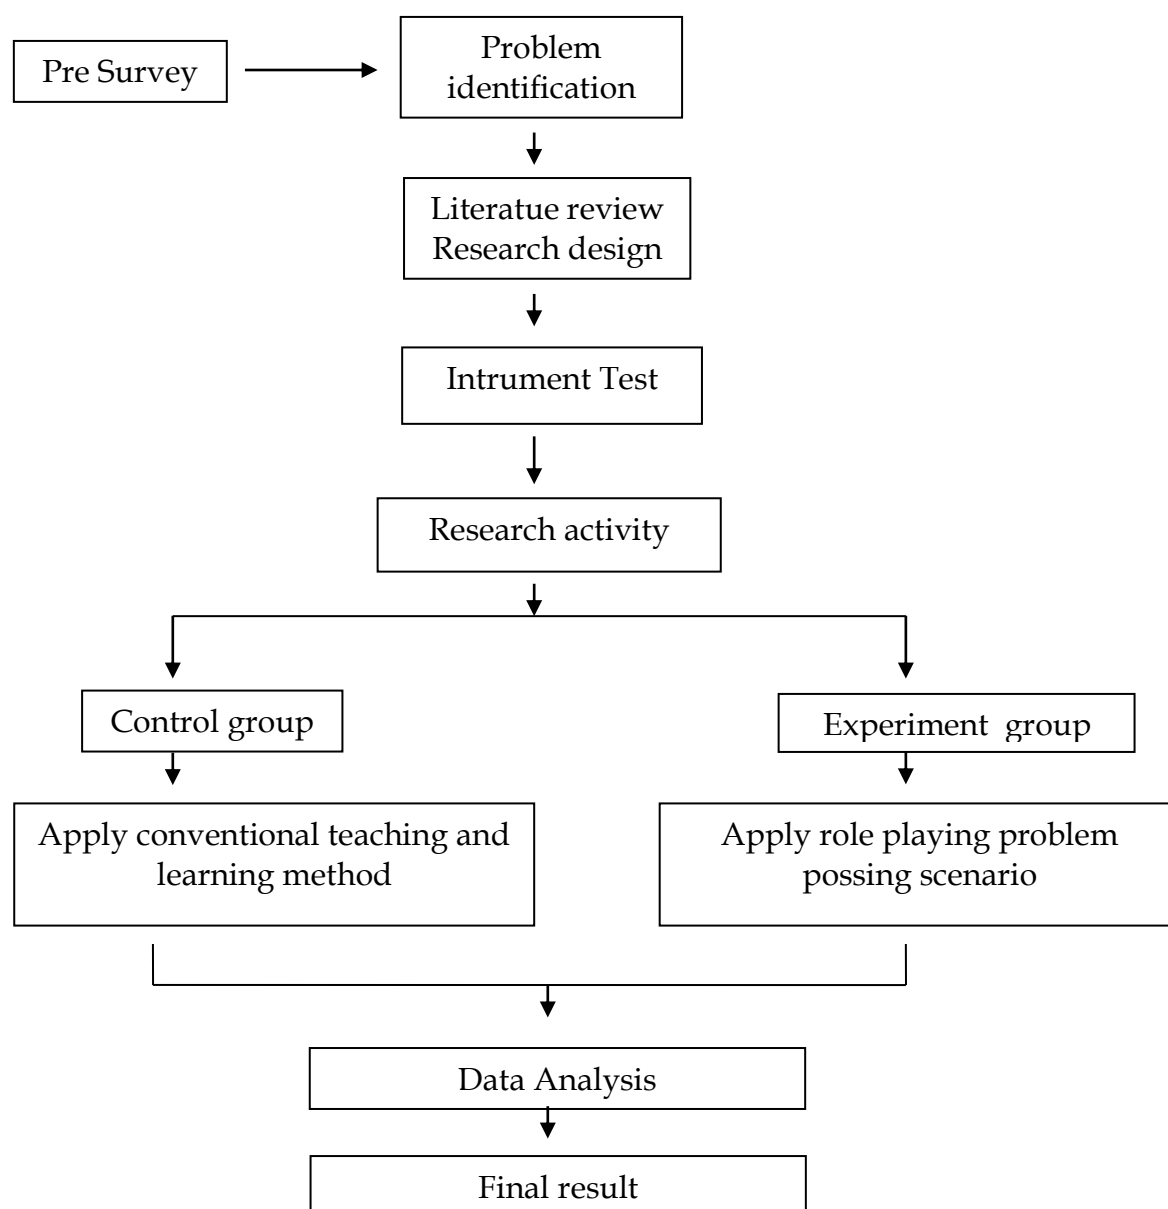 Pre Survey
Problem
identification
Literatue review
Research design
Intrument Test
Research activity
Control group
Experiment  group
Apply conventional teaching and
learning method
Apply role playing problem
possing scenario
Data Analysis
Final result